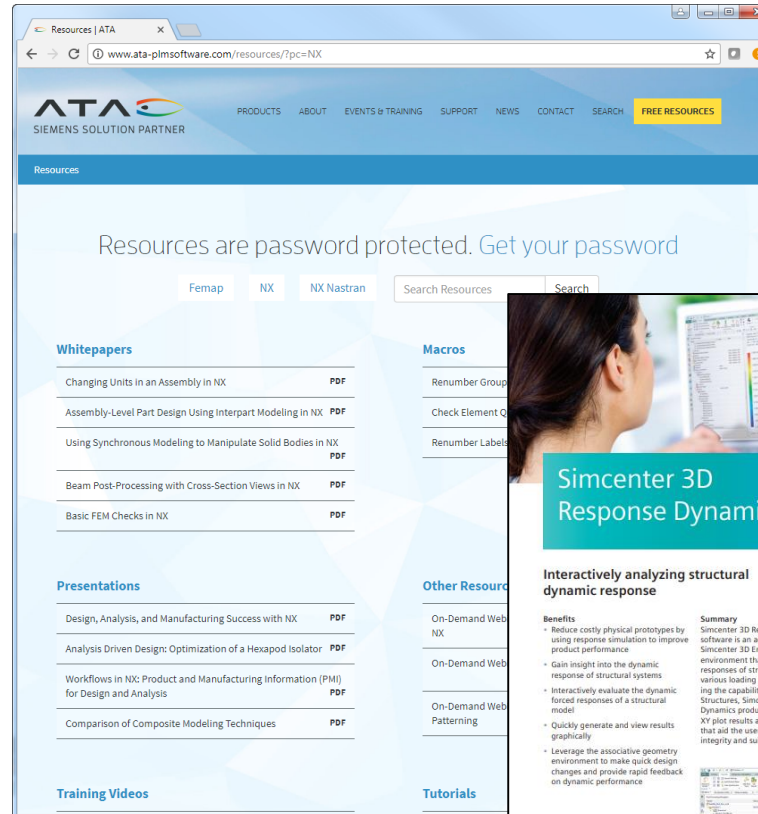 Resources | ATA
www.ata-plmsoftware.com/resources/?pc=NX
ATA
SIEMENS SOLUTION PARTNER
PRODUCTS ABOUT EVENTS & TRAINING SUPPORT NEWS CONTACT SEARCH FREE RESOURCES
Resources
Resources are password protected. Get your password
Femap NX NX Nastran Search Resources Search
Whitepapers
Changing Units in an Assembly in NX PDF
Assembly-Level Part Design Using Interpart Modeling in NX PDF
Using Synchronous Modeling to Manipulate Solid Bodies in NX
PDF
Beam Post-Processing with Cross-Section Views in NX PDF
Basic FEM Checks in NX PDF
Macros
Renumber Group
Check Element Q
Renumber Labels
Presentations
Design, Analysis, and Manufacturing Success with NX PDF
Analysis Driven Design: Optimization of a Hexapod Isolator PDF
Workflows in NX: Product and Manufacturing Information (PMI)
for Design and Analysis PDF
Comparison of Composite Modeling Techniques PDF
Other Resourc
On-Demand Web
NX
On-Demand Web
On-Demand Web
Patterning
Training Videos
Tutorials
Simcenter 3D
Response Dynami
Interactively analyzing structural
dynamic response
Benefits
• Reduce costly physical prototypes by
using response simulation to improve
product performance
• Gain insight into the dynamic
response of structural systems
• Interactively evaluate the dynamic
forced responses of a structural
model
• Quickly generate and view results
graphically
• Leverage the associative geometry
environment to make quick design
changes and provide rapid feedback
on dynamic performance
Summary
Simcenter 3D Re
software is an a
Simcenter 3D En
environment tha
responses of str
various loading
ing the capabilit
Structures, Simc
Dynamics produ
XY plot results a
that aid the use
integrity and su